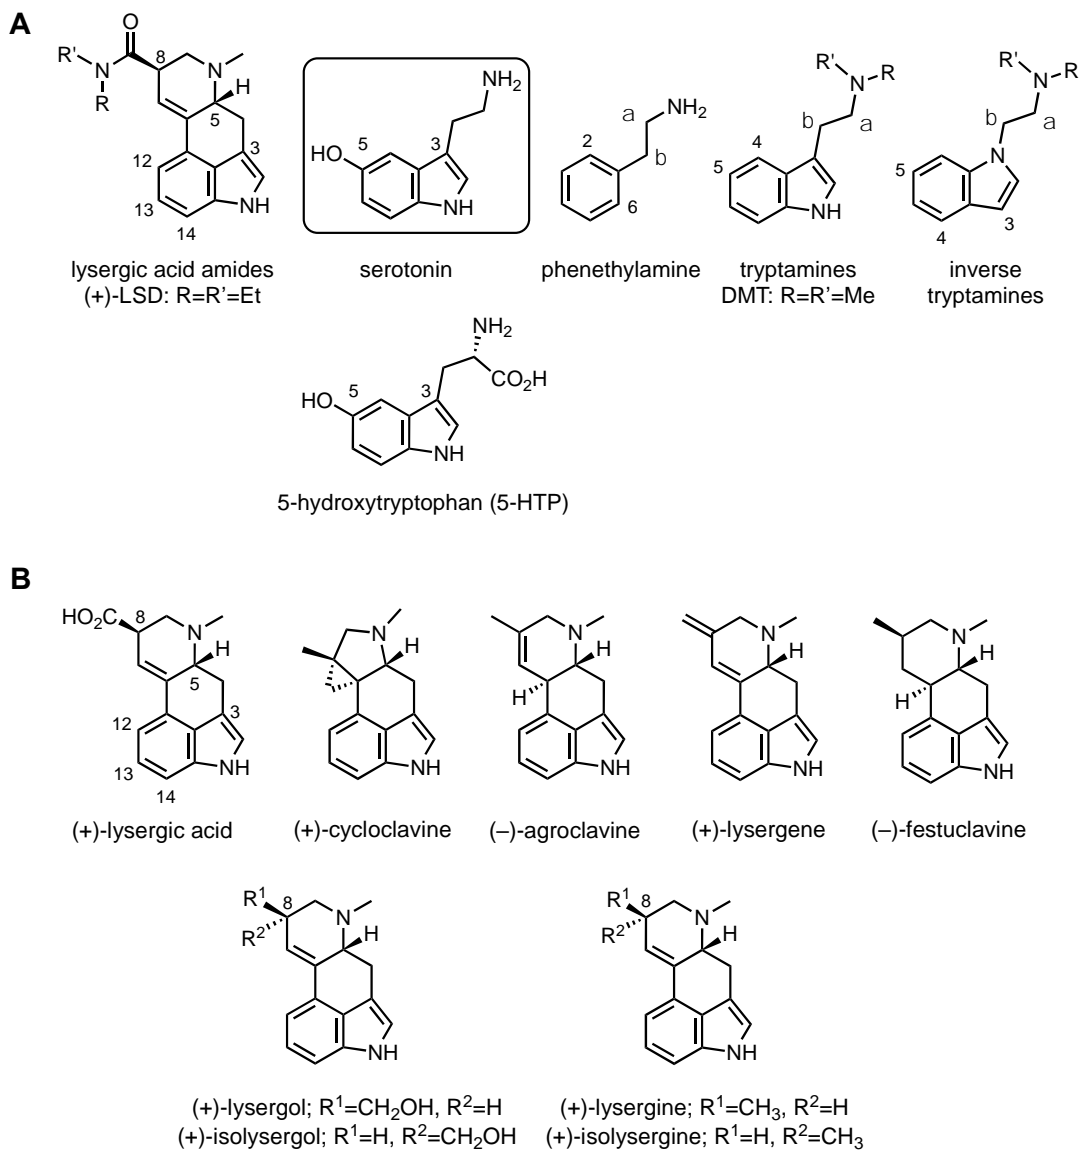 A
O
R' N R 8 N H 5 3 12 13 14 NH
HO 5 3 NH₂ NH
2 6 a b NH₂
R' N R b a 4 5 NH
R' N R b a N 5 4 3
lysergic acid amides serotonin phenethylamine tryptamines inverse
(+)-LSD: R=R'=Et DMT: R=R’=Me tryptamines
NH₂
HO 5 3 CO₂H NH
5-hydroxytryptophan (5-HTP)
B
HO₂C 8 N H 5 3 12 13 14 NH
N H NH
N H H NH
N H NH
N H H NH
(+)-lysergic acid (+)-cycloclavine (–)-agroclavine (+)-lysergene (–)-festuclavine
R¹ 8 R² N H NH
R¹ 8 R² N H NH
(+)-lysergol; R¹=CH₂OH, R²=H (+)-lysergine; R¹=CH₃, R²=H
(+)-isolysergol; R¹=H, R²=CH₂OH (+)-isolysergine; R¹=H, R²=CH₃